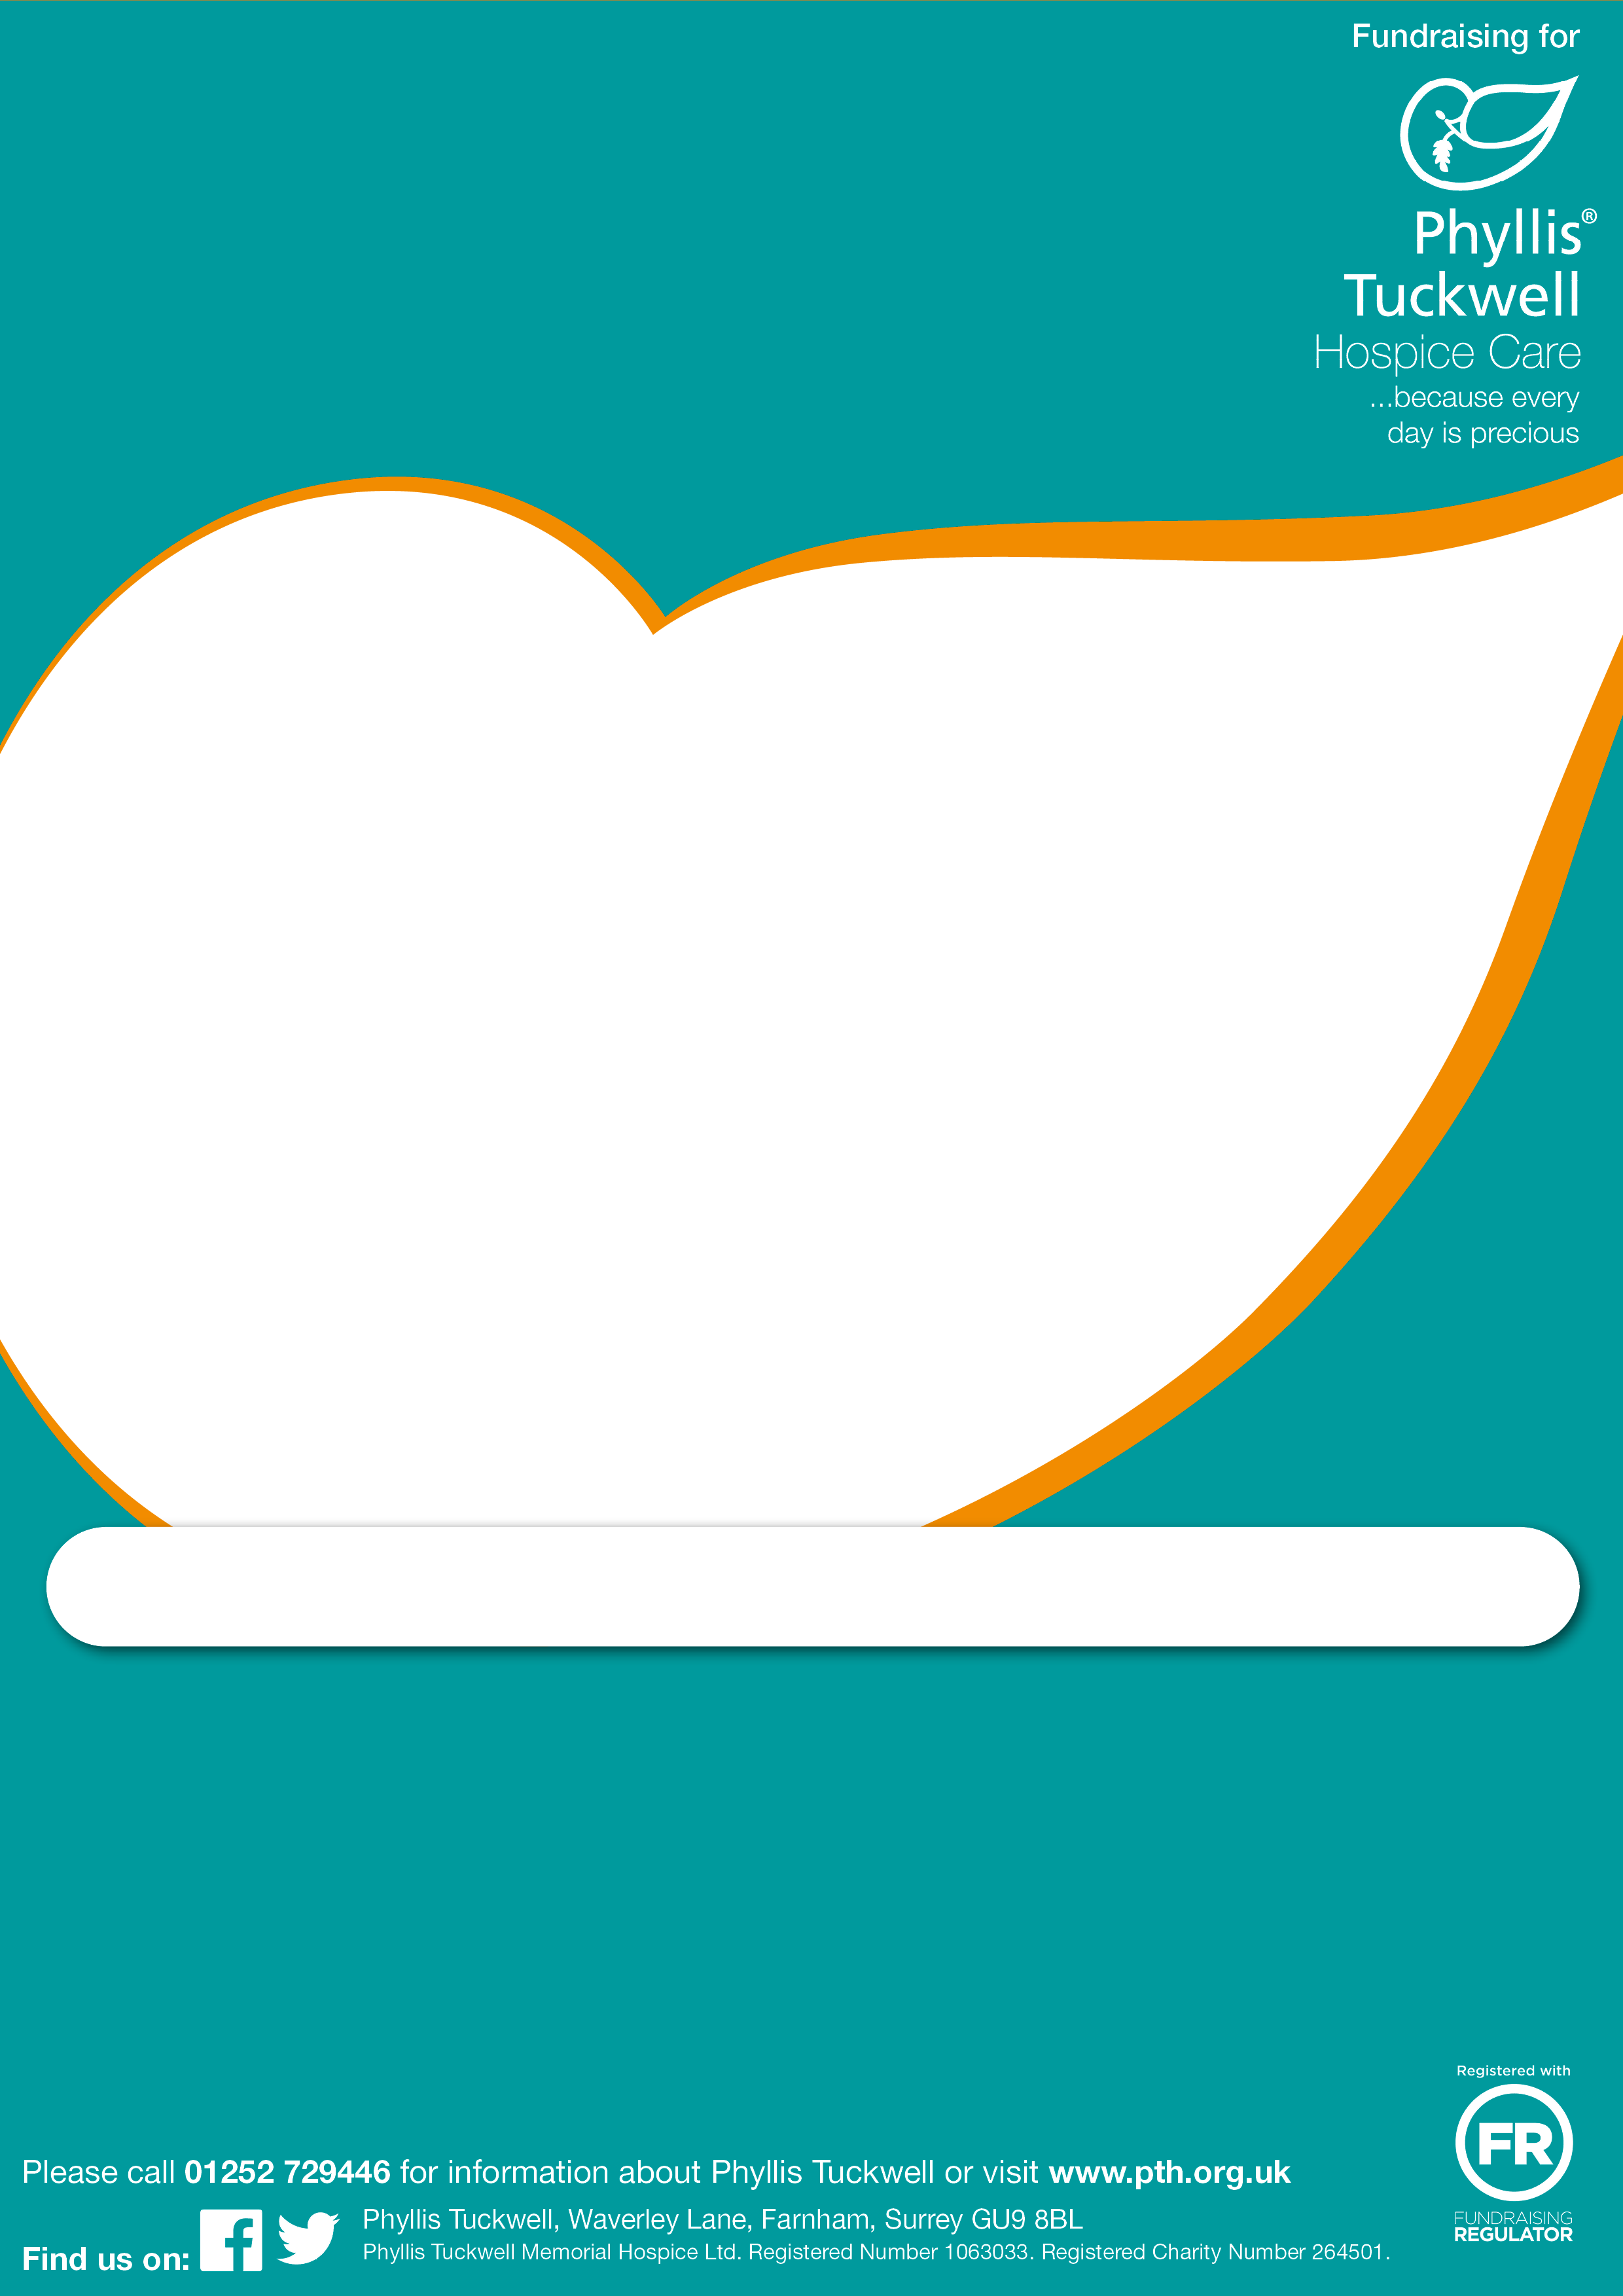 Fundraising for
Phyllis®
Tuckwell
Hospice Care
...because every
day is precious
Registered with
FR
FUNDRAISING
REGULATOR
Please call 01252 729446 for information about Phyllis Tuckwell or visit www.pth.org.uk
Find us on:
Phyllis Tuckwell, Waverley Lane, Farnham, Surrey GU9 8BL
Phyllis Tuckwell Memorial Hospice Ltd. Registered Number 1063033. Registered Charity Number 264501.